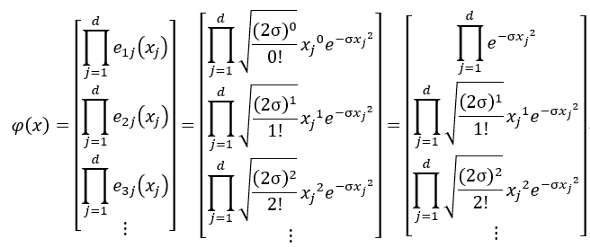 φ(x) = [∏_{j=1}^{d} e_{1j}(x_j) ∏_{j=1}^{d} e_{2j}(x_j) ∏_{j=1}^{d} e_{3j}(x_j) ⋮] = [∏_{j=1}^{d} √((2σ)^0/0!) x_j^0 e^{-σx_j^2} ∏_{j=1}^{d} √((2σ)^1/1!) x_j^1 e^{-σx_j^2} ∏_{j=1}^{d} √((2σ)^2/2!) x_j^2 e^{-σx_j^2} ⋮] = [∏_{j=1}^{d} e^{-σx_j^2} ∏_{j=1}^{d} √((2σ)^1/1!) x_j^1 e^{-σx_j^2} ∏_{j=1}^{d} √((2σ)^2/2!) x_j^2 e^{-σx_j^2} ⋮]